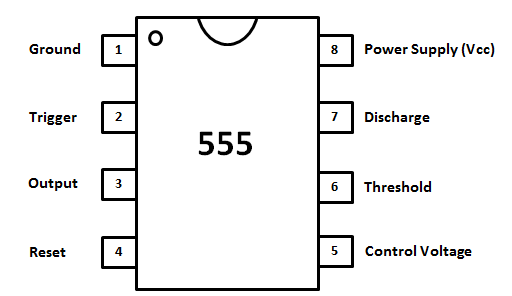 Ground 1 8 Power Supply (Vcc)
Trigger 2 7 Discharge
555
Output 3 6 Threshold
Reset 4 5 Control Voltage